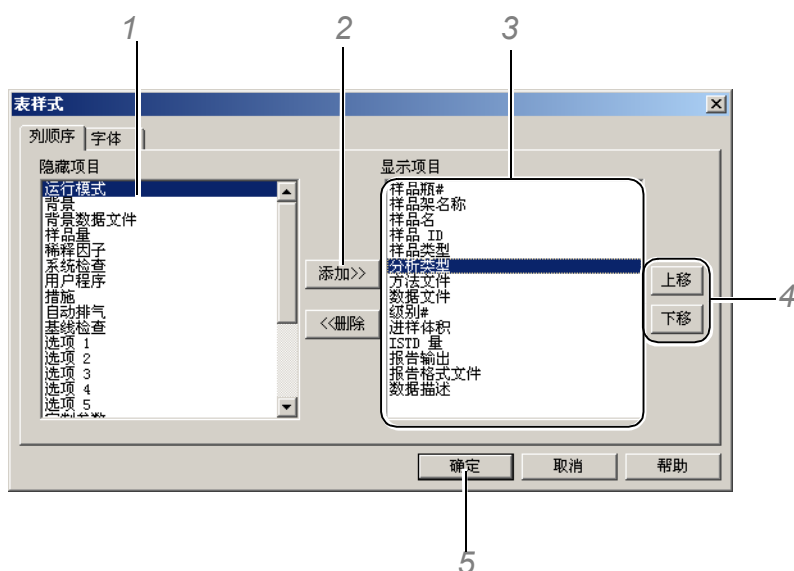 1
2
3
表样式
列顺序
字体
隐藏项目
显示项目
运行模式
背景
背景数据文件
样品量
稀释因子
系统检查
用户程序
措施
自动排气
基线检查
选项 1
选项 2
选项 3
选项 4
选项 5
定制参数
添加>>
<<删除
样品瓶#
样品架名称
样品名
样品 ID
样品类型
分析类型
方法文件
数据文件
级别#
进样体积
ISTD 量
报告输出
报告格式文件
数据描述
上移
下移
4
确定
取消
帮助
5